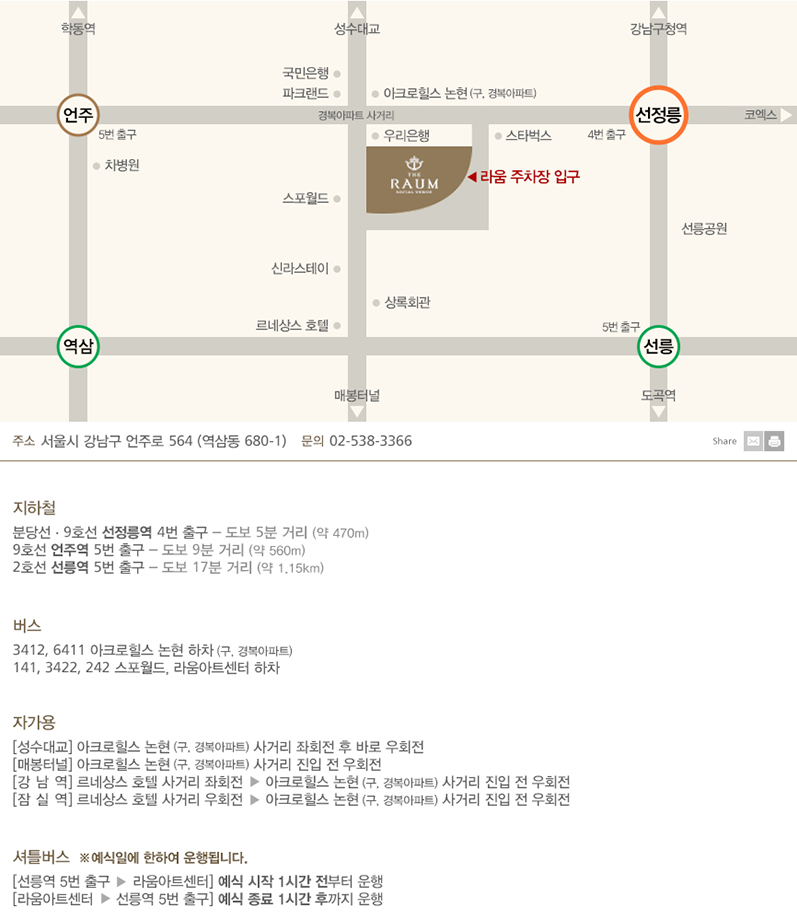 학동역
성수대교
강남구청역
국민은행
파크랜드
아크로힐스 논현 (구, 경복아파트)
언주
경복아파트 사거리
선정릉
코엑스
5번 출구
우리은행
스타벅스
4번 출구
차병원
THE
RAUM
SOCIAL VENUE
라움 주차장 입구
스포월드
선릉공원
신라스테이
상록회관
르네상스 호텔
5번 출구
역삼
선릉
매봉터널
도곡역
주소 서울시 강남구 언주로 564 (역삼동 680-1) 문의 02-538-3366
Share
지하철
분당선 · 9호선 선정릉역 4번 출구 – 도보 5분 거리 (약 470m)
9호선 언주역 5번 출구 – 도보 9분 거리 (약 560m)
2호선 선릉역 5번 출구 – 도보 17분 거리 (약 1.15km)
버스
3412, 6411 아크로힐스 논현 하차 (구, 경복아파트)
141, 3422, 242 스포월드, 라움아트센터 하차
자가용
[성수대교] 아크로힐스 논현 (구, 경복아파트) 사거리 좌회전 후 바로 우회전
[매봉터널] 아크로힐스 논현 (구, 경복아파트) 사거리 진입 전 우회전
[강 남 역] 르네상스 호텔 사거리 좌회전 ▶ 아크로힐스 논현 (구, 경복아파트) 사거리 진입 전 우회전
[잠 실 역] 르네상스 호텔 사거리 우회전 ▶ 아크로힐스 논현 (구, 경복아파트) 사거리 진입 전 우회전
셔틀버스 ※예식일에 한하여 운행됩니다.
[선릉역 5번 출구 ▶ 라움아트센터] 예식 시작 1시간 전부터 운행
[라움아트센터 ▶ 선릉역 5번 출구] 예식 종료 1시간 후까지 운행